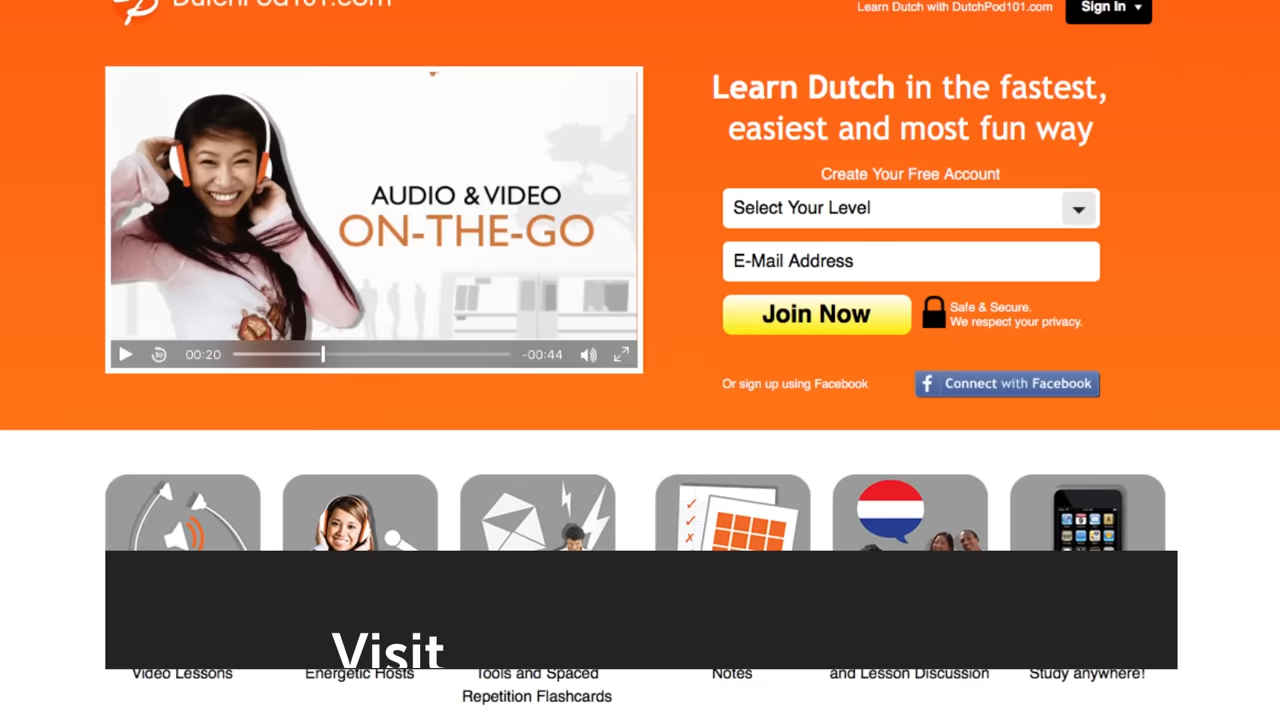 DutchPod101.com
Learn Dutch with DutchPod101.com
Sign In
Learn Dutch in the fastest,
easiest and most fun way
AUDIO & VIDEO
ON-THE-GO
Create Your Free Account
Select Your Level
E-Mail Address
Join Now
Safe & Secure.
We respect your privacy.
30
00:20
-00:44
Or sign up using Facebook
f Connect with Facebook
Visit
Video Lessons
Energetic Hosts
Tools and Spaced
Repetition Flashcards
Notes
and Lesson Discussion
Study anywhere!